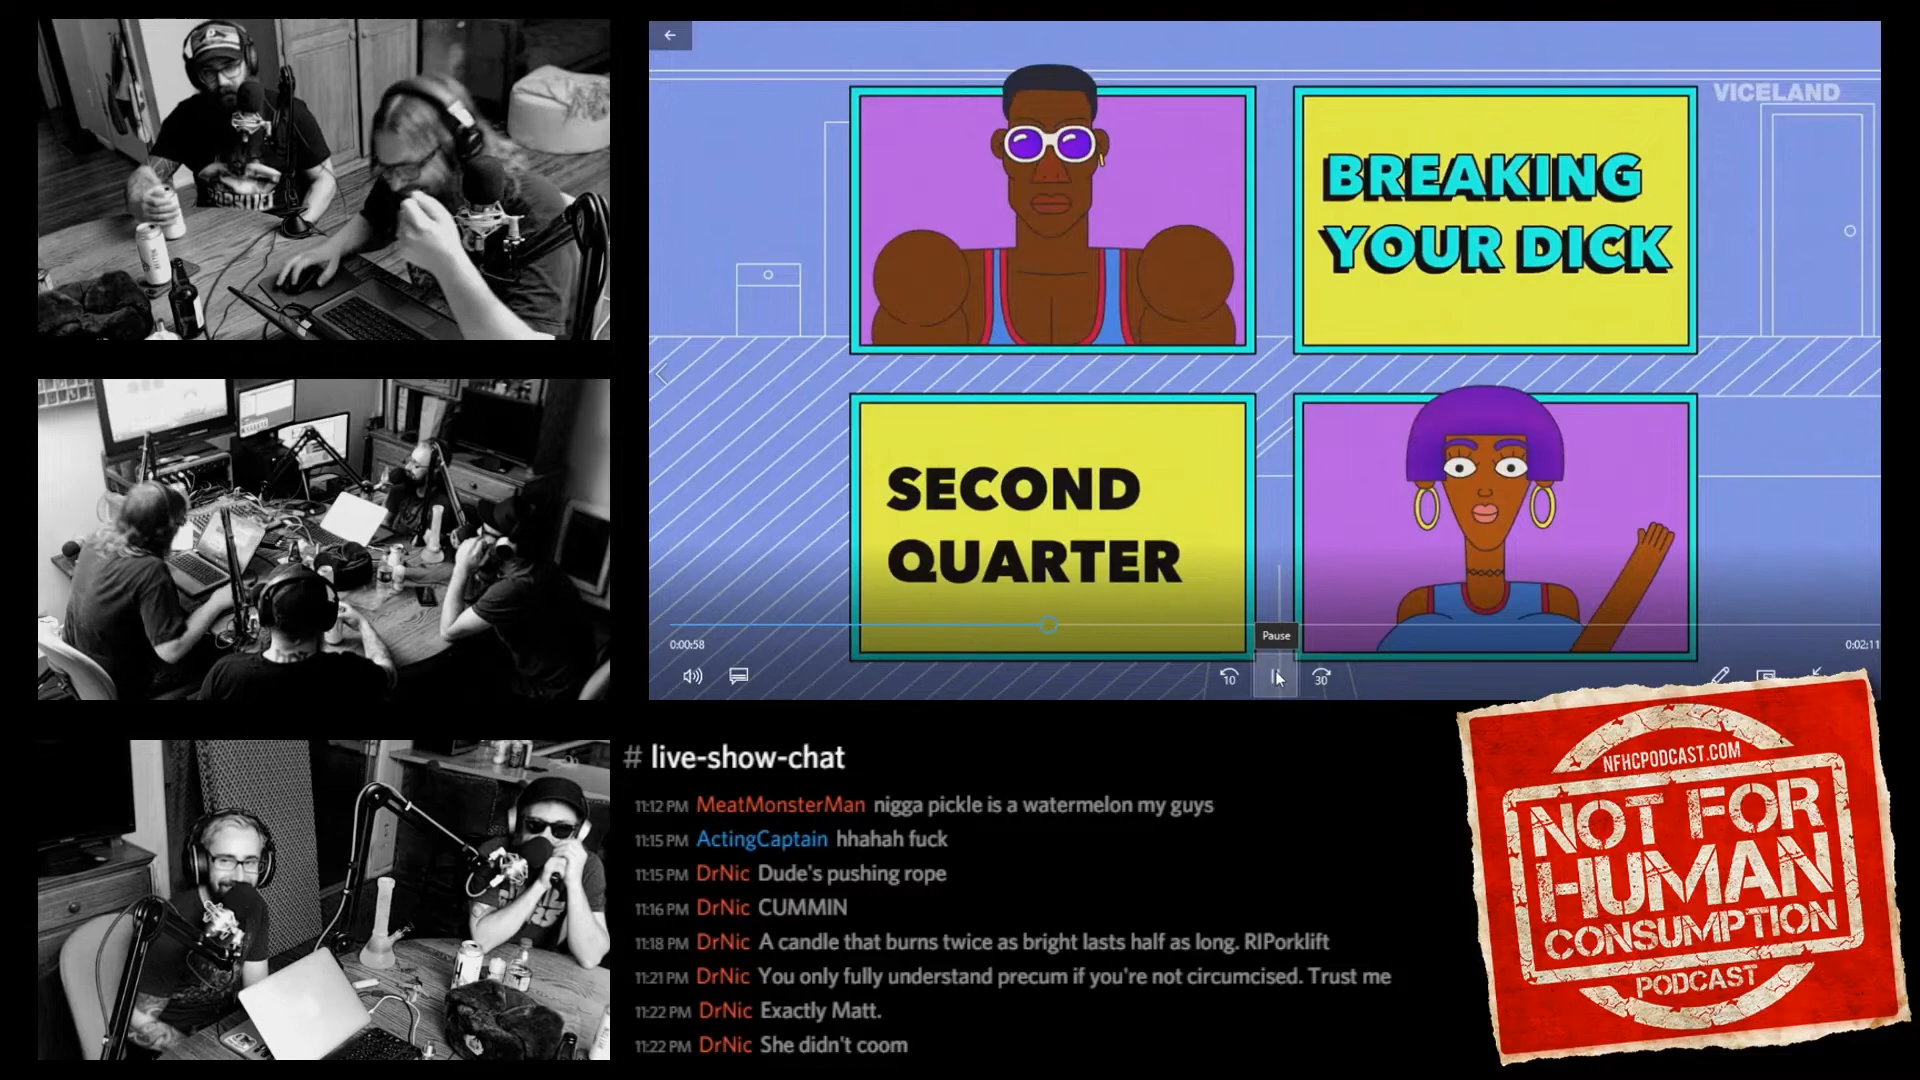 VICELAND
BREAKING
YOUR DICK
SECOND
QUARTER
0:00:58
Pause
0:02:11
10
30
# live-show-chat
11:12 PM MeatMonsterMan nigga pickle is a watermelon my guys
11:15 PM ActingCaptain hhahah fuck
11:15 PM DrNic Dude's pushing rope
11:16 PM DrNic CUMMIN
11:18 PM DrNic A candle that burns twice as bright lasts half as long. RIPorklift
11:21 PM DrNic You only fully understand precum if you're not circumcised. Trust me
11:22 PM DrNic Exactly Matt.
11:22 PM DrNic She didn't coom
NFHCPODCAST.COM
NOT FOR
HUMAN
CONSUMPTION
PODCAST